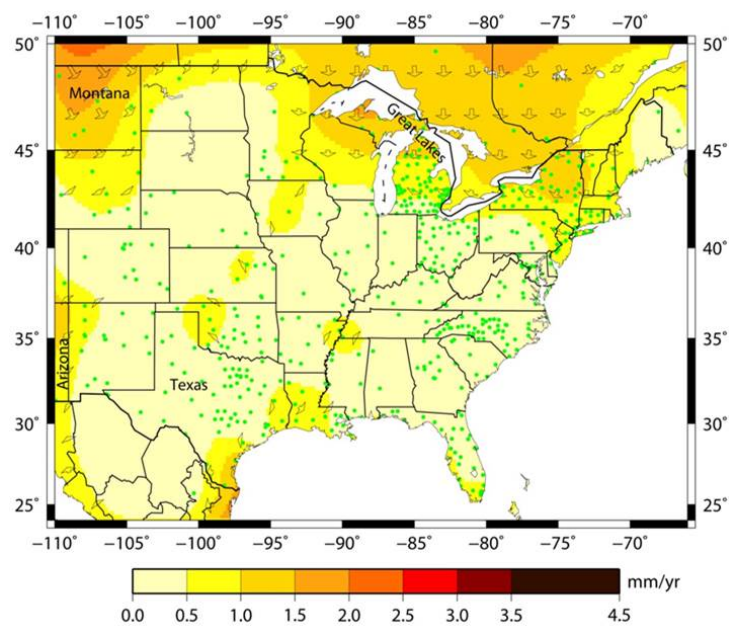 −110 −105 −100 −95 −90 −85 −80 −75 −70
50° 50°
Montana
Great Lakes
45° 45°
40° 40°
35° 35°
Arizona
Texas
30° 30°
25° 25°
−110 −105 −100 −95 −90 −85 −80 −75 −70
mm/yr
0.0 0.5 1.0 1.5 2.0 2.5 3.0 3.5 4.5